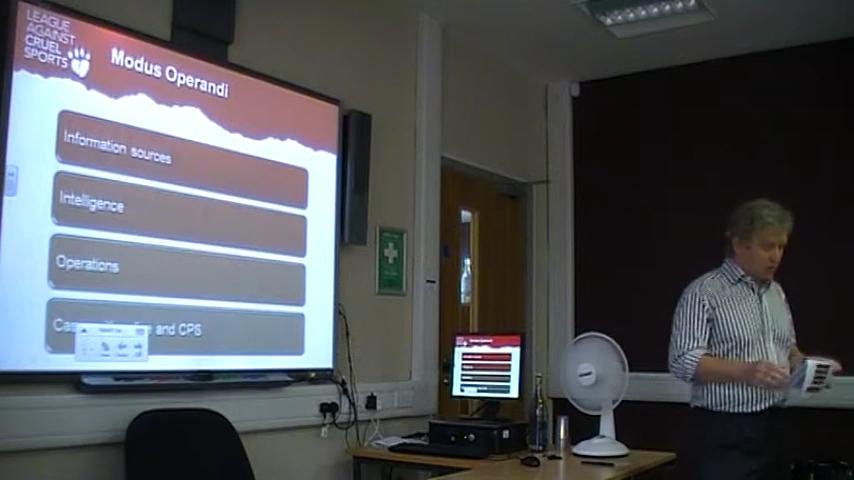 LEAGUE
AGAINST
CRUEL
SPORTS
Modus Operandi
Information sources
Intelligence
Operations
and CPS